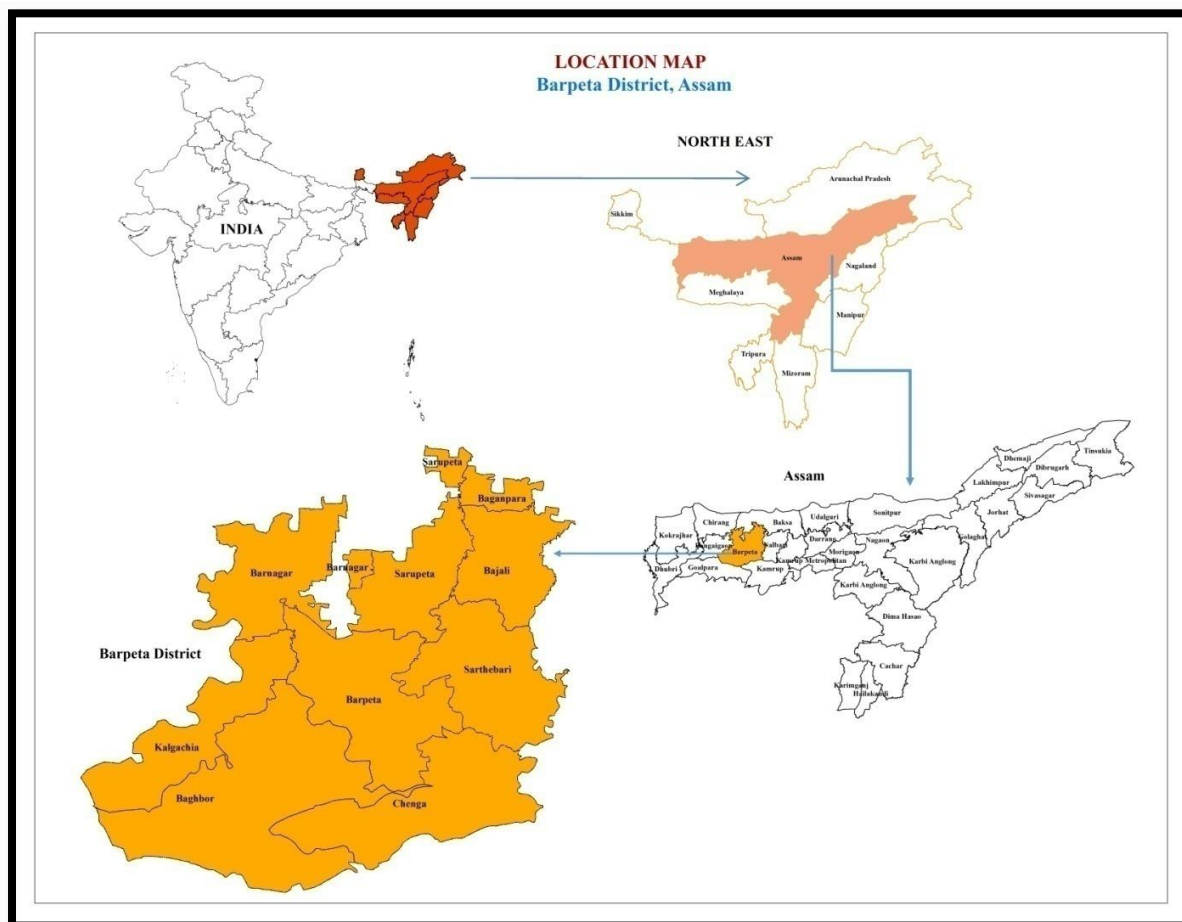 LOCATION MAP
Barpeta District, Assam
NORTH EAST
INDIA
Sikkim
Arunachal Pradesh
Assam
Nagaland
Meghalaya
Manipur
Tripura
Mizoram
Assam
Tinsukia
Dhemaji
Dibrugarh
Lakhimpur
Sivasagar
Jorhat
Sonitpur
Udalguri
Baksa
Chirang
Kokrajhar
Barpeta
Nalbari
Darrang
Nagaon
Morigaon
Golaghat
Kamrup Metropolitan
Karbi Anglong
Dhubri
Goalpara
Kamrup
Karbi Anglong
Dima Hasao
Cachar
Karimganj
Hailakandi
Sarupeta
Baganpara
Barnagar
Barnagar
Sarupeta
Bajali
Barpeta District
Sarthebari
Barpeta
Kalgachia
Baghbor
Chenga